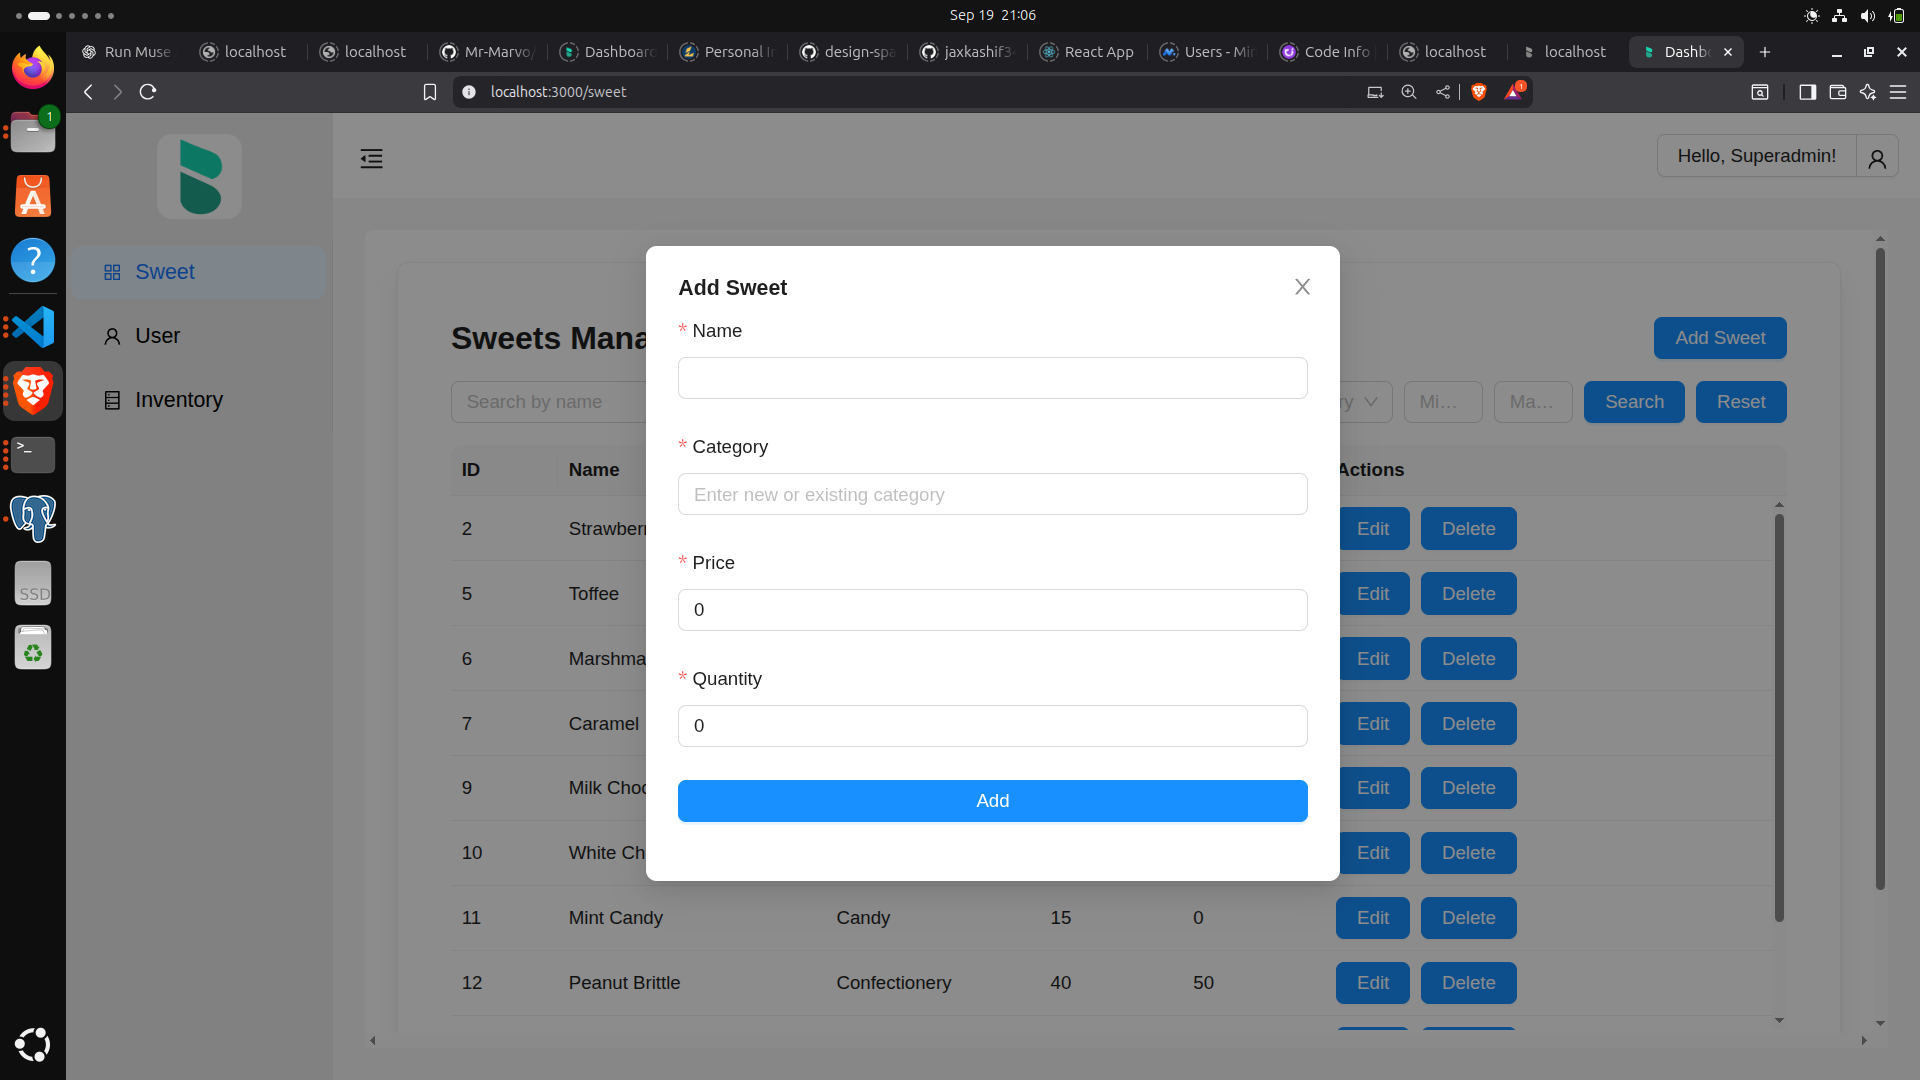 Sep 19 21:06
Run Muse
localhost
localhost
Mr-Marvo/
Dashboard
Personal In
design-spa
jaxkashif34
React App
Users - Min
Code Info
localhost
localhost
Dashb
localhost:3000/sweet
1
1
Hello, Superadmin!
Sweet
User
Inventory
Sweets Mana
Add Sweet
Search by name
ry
Mi...
Ma...
Search
Reset
ID
Name
Actions
2
Strawberr
Edit
Delete
5
Toffee
Edit
Delete
6
Marshma
Edit
Delete
7
Caramel
Edit
Delete
9
Milk Choc
Edit
Delete
10
White Ch
Edit
Delete
11
Mint Candy
Candy
15
0
Edit
Delete
12
Peanut Brittle
Confectionery
40
50
Edit
Delete
Add Sweet
* Name
* Category
Enter new or existing category
* Price
0
* Quantity
0
Add
SSD